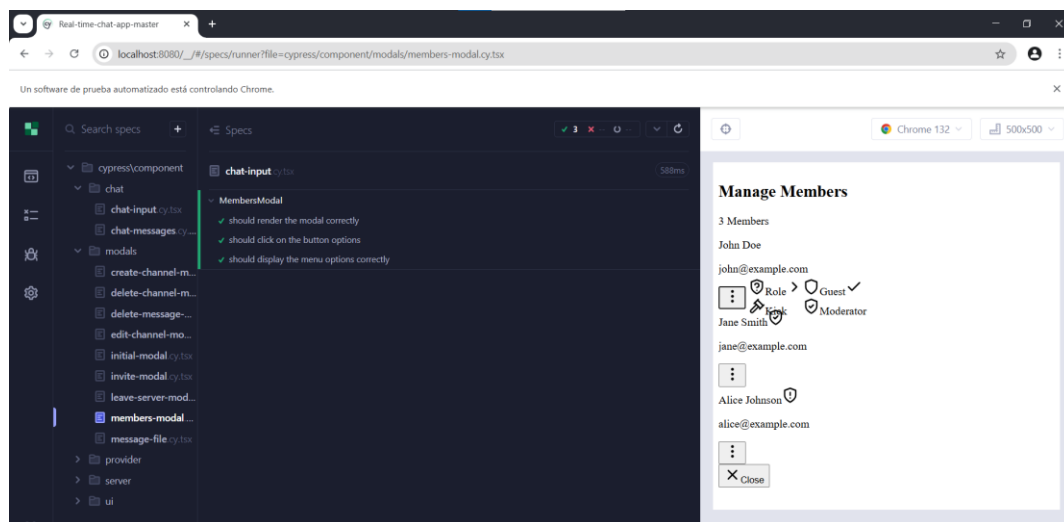 Real-time-chat-app-master
localhost:8080/__/#/specs/runner?file=cypress/component/modals/members-modal.cy.tsx
Un software de prueba automatizado está controlando Chrome.
Search specs +
Specs
3 -- --
Chrome 132
500x500
cypress\component
chat
chat-input.cy.tsx
chat-messages.cy....
modals
create-channel-m...
delete-channel-m...
delete-message-...
edit-channel-mo...
initial-modal.cy.tsx
invite-modal.cy.tsx
leave-server-mod...
members-modal ...
message-file.cy.tsx
provider
server
ui
chat-input.cy.tsx 588ms
MembersModal
should render the modal correctly
should click on the button options
should display the menu options correctly
Manage Members
3 Members
John Doe
john@example.com
Role Guest
Kick Moderator
Jane Smith
jane@example.com
Alice Johnson
alice@example.com
Close